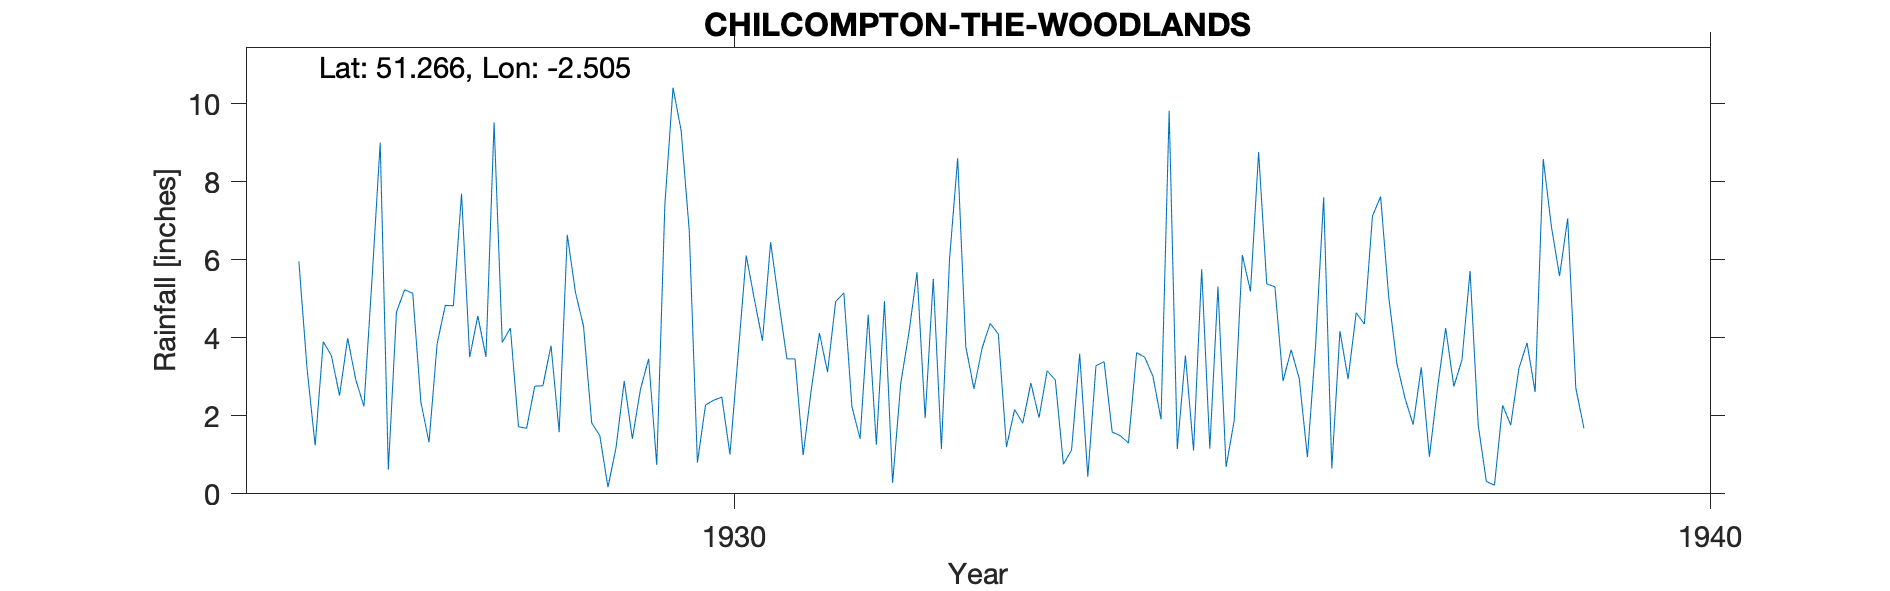 CHILCOMPTON-THE-WOODLANDS
Lat: 51.266, Lon: -2.505
10
8
6
4
2
0
Rainfall [inches]
1930
1940
Year